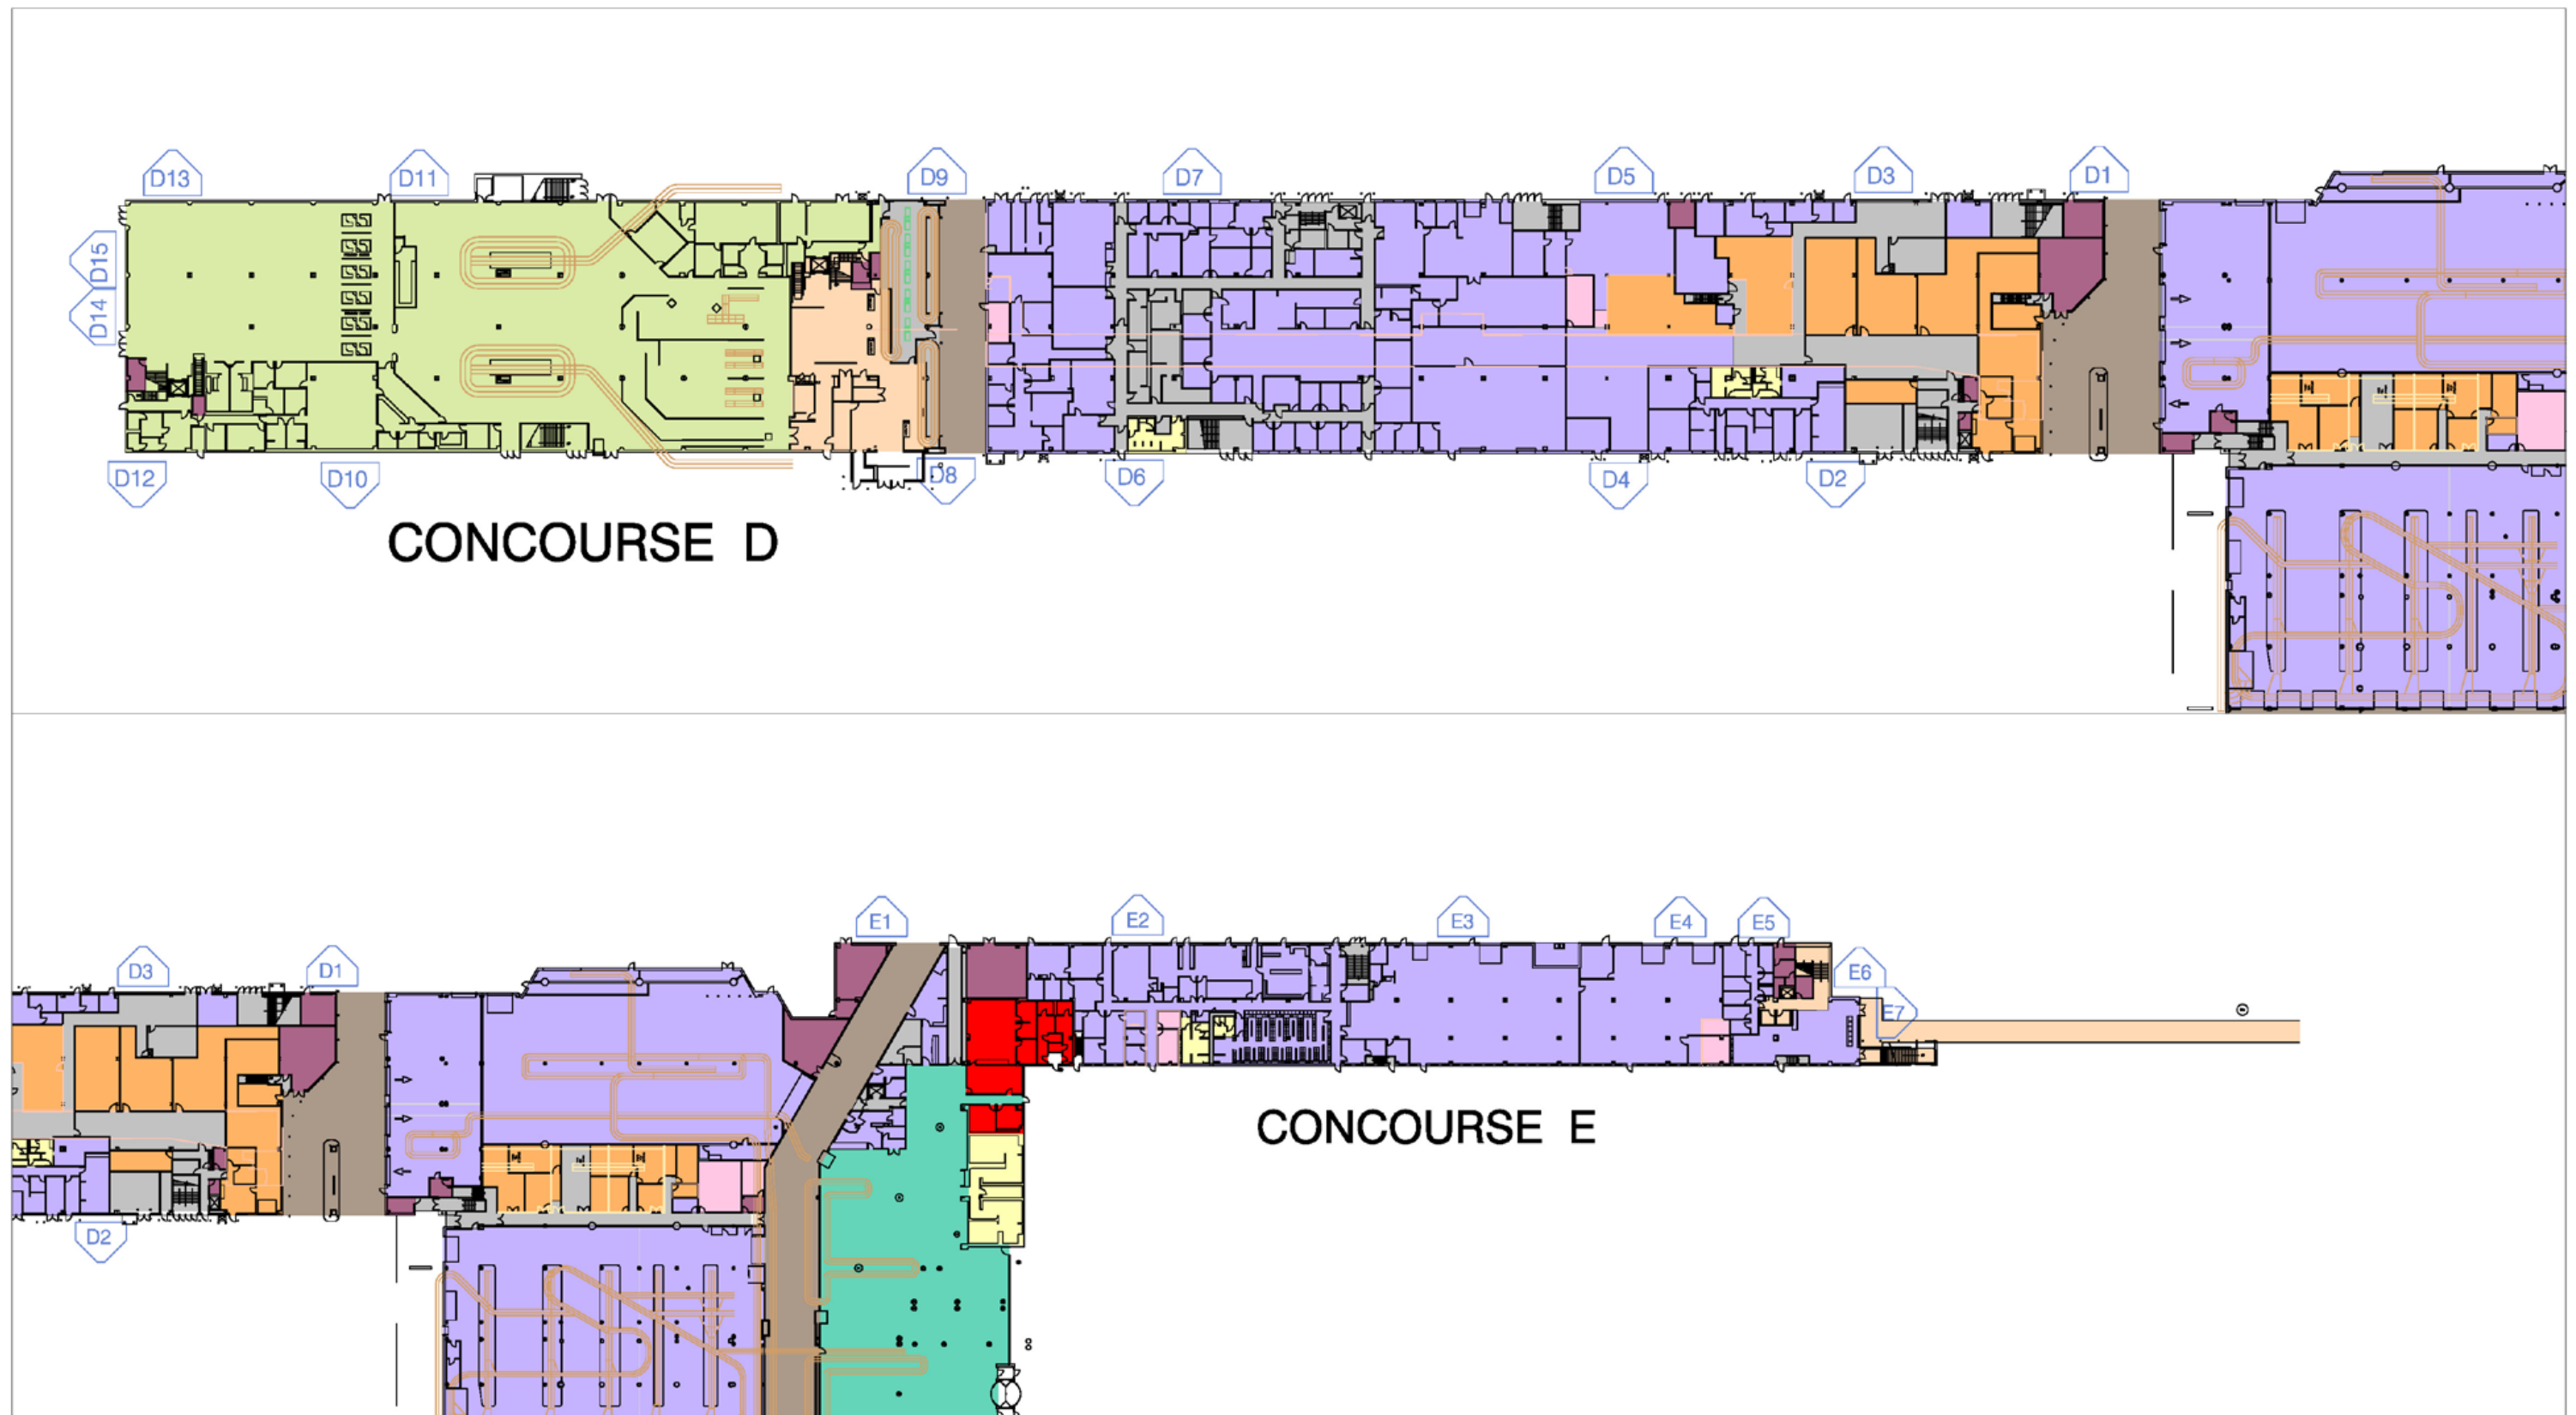 D13 D11 D9 D7 D5 D3 D1
D15
D14
D12 D10 D8 D6 D4 D2
CONCOURSE D
E1 E2 E3 E4 E5
D3 D1 E6
E7
CONCOURSE E
D2